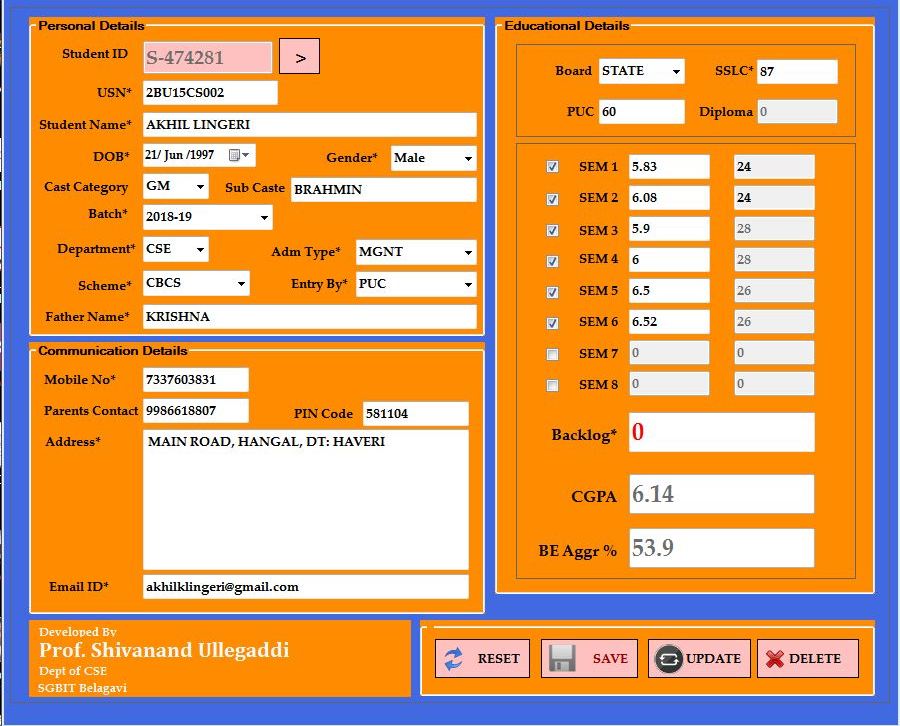 Personal Details
Student ID S-474281 >
USN* 2BU15CS002
Student Name* AKHIL LINGERI
DOB* 21/ Jun /1997 Gender* Male
Cast Category GM Sub Caste BRAHMIN
Batch* 2018-19
Department* CSE Adm Type* MGNT
Scheme* CBCS Entry By* PUC
Father Name* KRISHNA
Communication Details
Mobile No* 7337603831
Parents Contact 9986618807 PIN Code 581104
Address* MAIN ROAD, HANGAL, DT: HAVERI
Email ID* akhilklingeri@gmail.com
Educational Details
Board STATE SSLC* 87
PUC 60 Diploma 0
SEM 1 5.83 24
SEM 2 6.08 24
SEM 3 5.9 28
SEM 4 6 28
SEM 5 6.5 26
SEM 6 6.52 26
SEM 7 0 0
SEM 8 0 0
Backlog* 0
CGPA 6.14
BE Aggr % 53.9
Developed By
Prof. Shivanand Ullegaddi
Dept of CSE
SGBIT Belagavi
RESET SAVE UPDATE DELETE